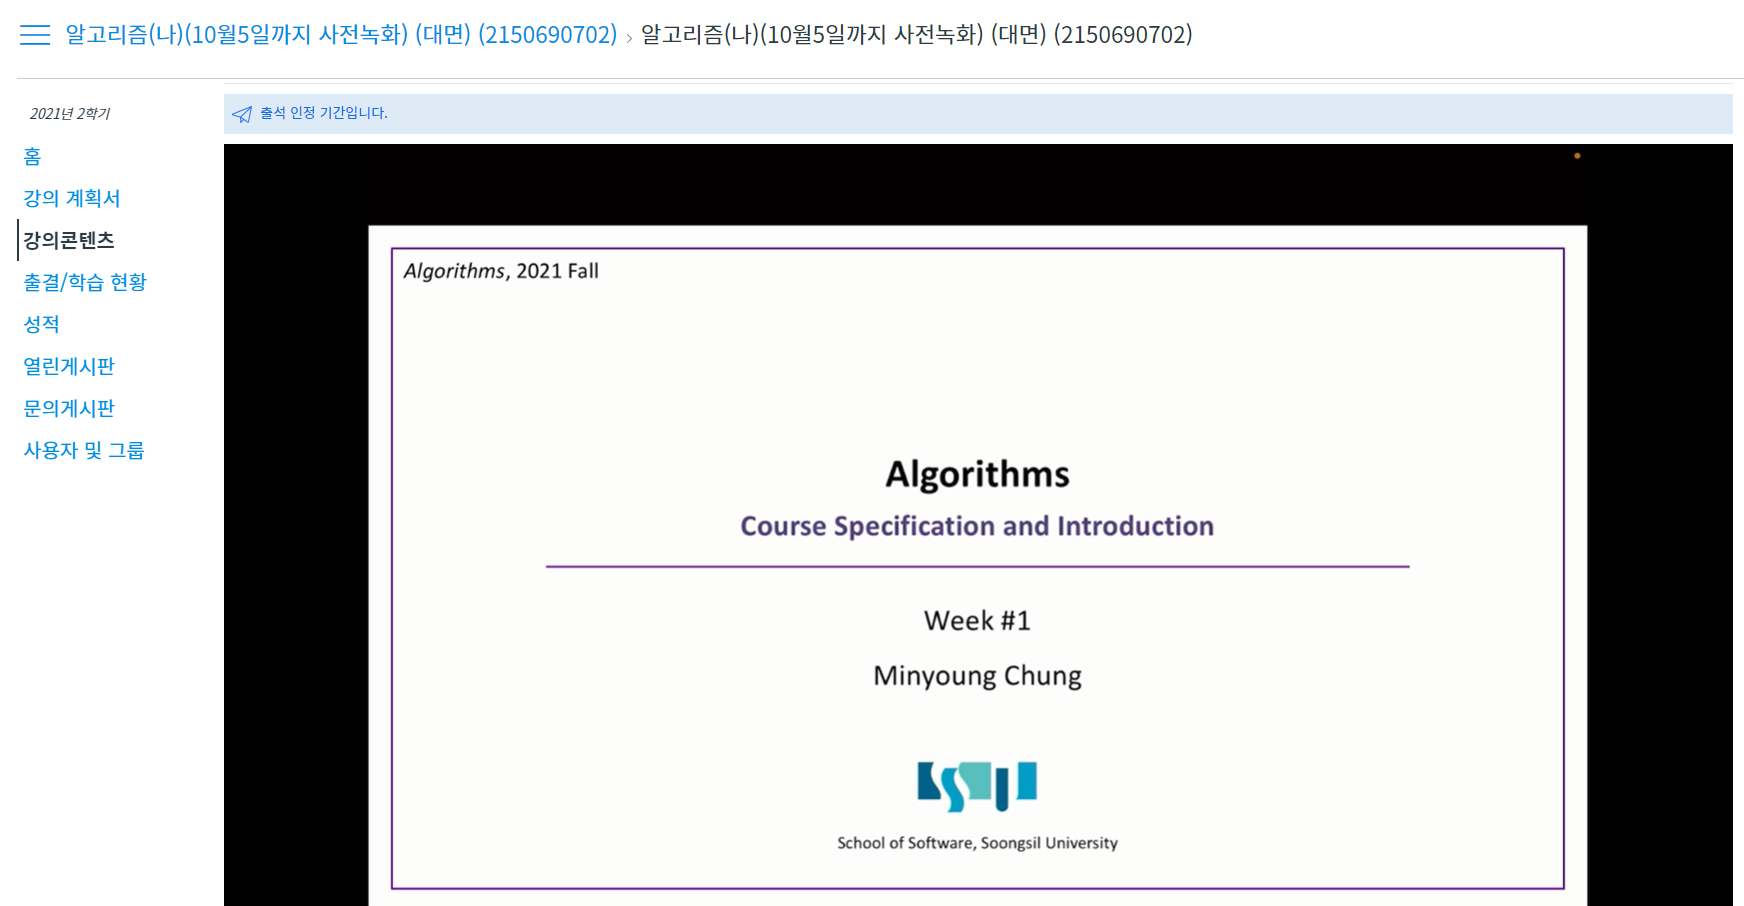 알고리즘(나)(10월5일까지 사전녹화) (대면) (2150690702) › 알고리즘(나)(10월5일까지 사전녹화) (대면) (2150690702)
2021년 2학기
홈
강의 계획서
강의콘텐츠
출결/학습 현황
성적
열린게시판
문의게시판
사용자 및 그룹
출석 인정 기간입니다.
Algorithms, 2021 Fall
Algorithms
Course Specification and Introduction
Week #1
Minyoung Chung
School of Software, Soongsil University